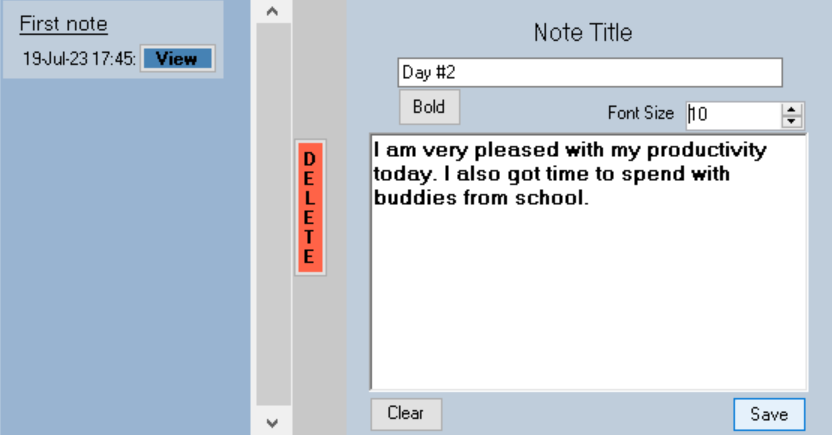 First note
19-Jul-23 17:45: View
DELETE
Note Title
Day #2
Bold
Font Size 10
I am very pleased with my productivity
today. I also got time to spend with
buddies from school.
Clear
Save